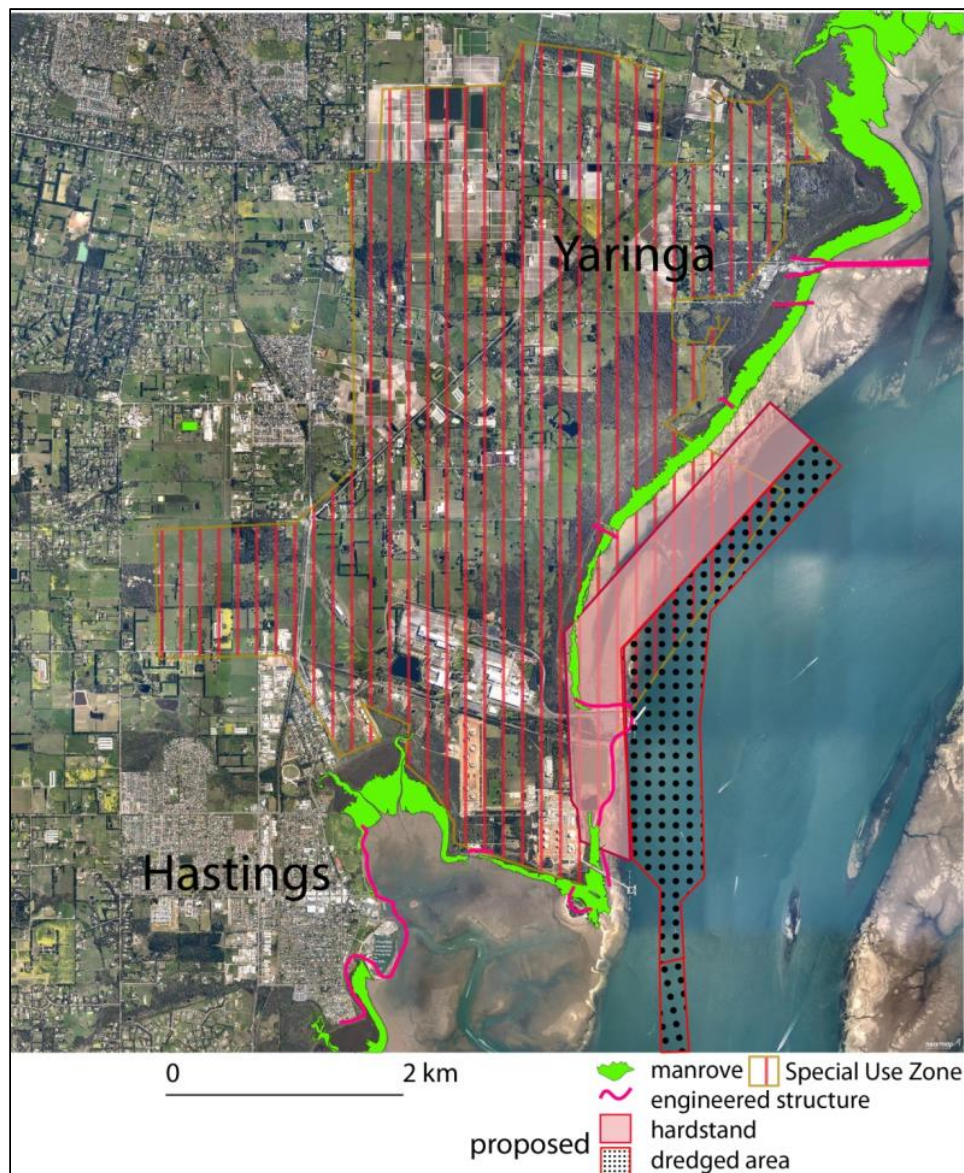 Yaringa
Hastings
0 2 km
manrove Special Use Zone
engineered structure
proposed hardstand
dredged area